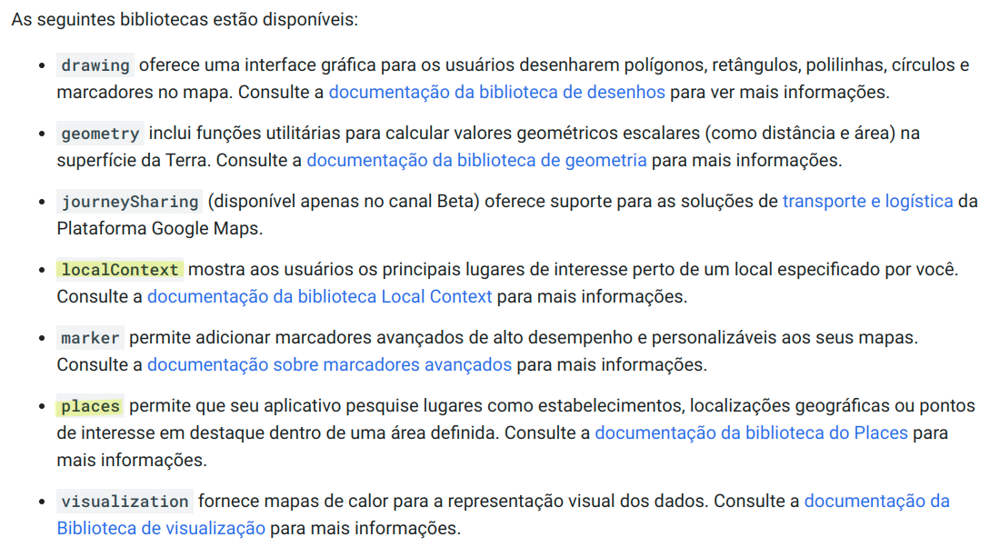 As seguintes bibliotecas estão disponíveis:
• drawing oferece uma interface gráfica para os usuários desenharem polígonos, retângulos, polilinhas, círculos e
marcadores no mapa. Consulte a documentação da biblioteca de desenhos para ver mais informações.
• geometry inclui funções utilitárias para calcular valores geométricos escalares (como distância e área) na
superfície da Terra. Consulte a documentação da biblioteca de geometria para mais informações.
• journeySharing (disponível apenas no canal Beta) oferece suporte para as soluções de transporte e logística da
Plataforma Google Maps.
• localContext mostra aos usuários os principais lugares de interesse perto de um local especificado por você.
Consulte a documentação da biblioteca Local Context para mais informações.
• marker permite adicionar marcadores avançados de alto desempenho e personalizáveis aos seus mapas.
Consulte a documentação sobre marcadores avançados para mais informações.
• places permite que seu aplicativo pesquise lugares como estabelecimentos, localizações geográficas ou pontos
de interesse em destaque dentro de uma área definida. Consulte a documentação da biblioteca do Places para
mais informações.
• visualization fornece mapas de calor para a representação visual dos dados. Consulte a documentação da
Biblioteca de visualização para mais informações.